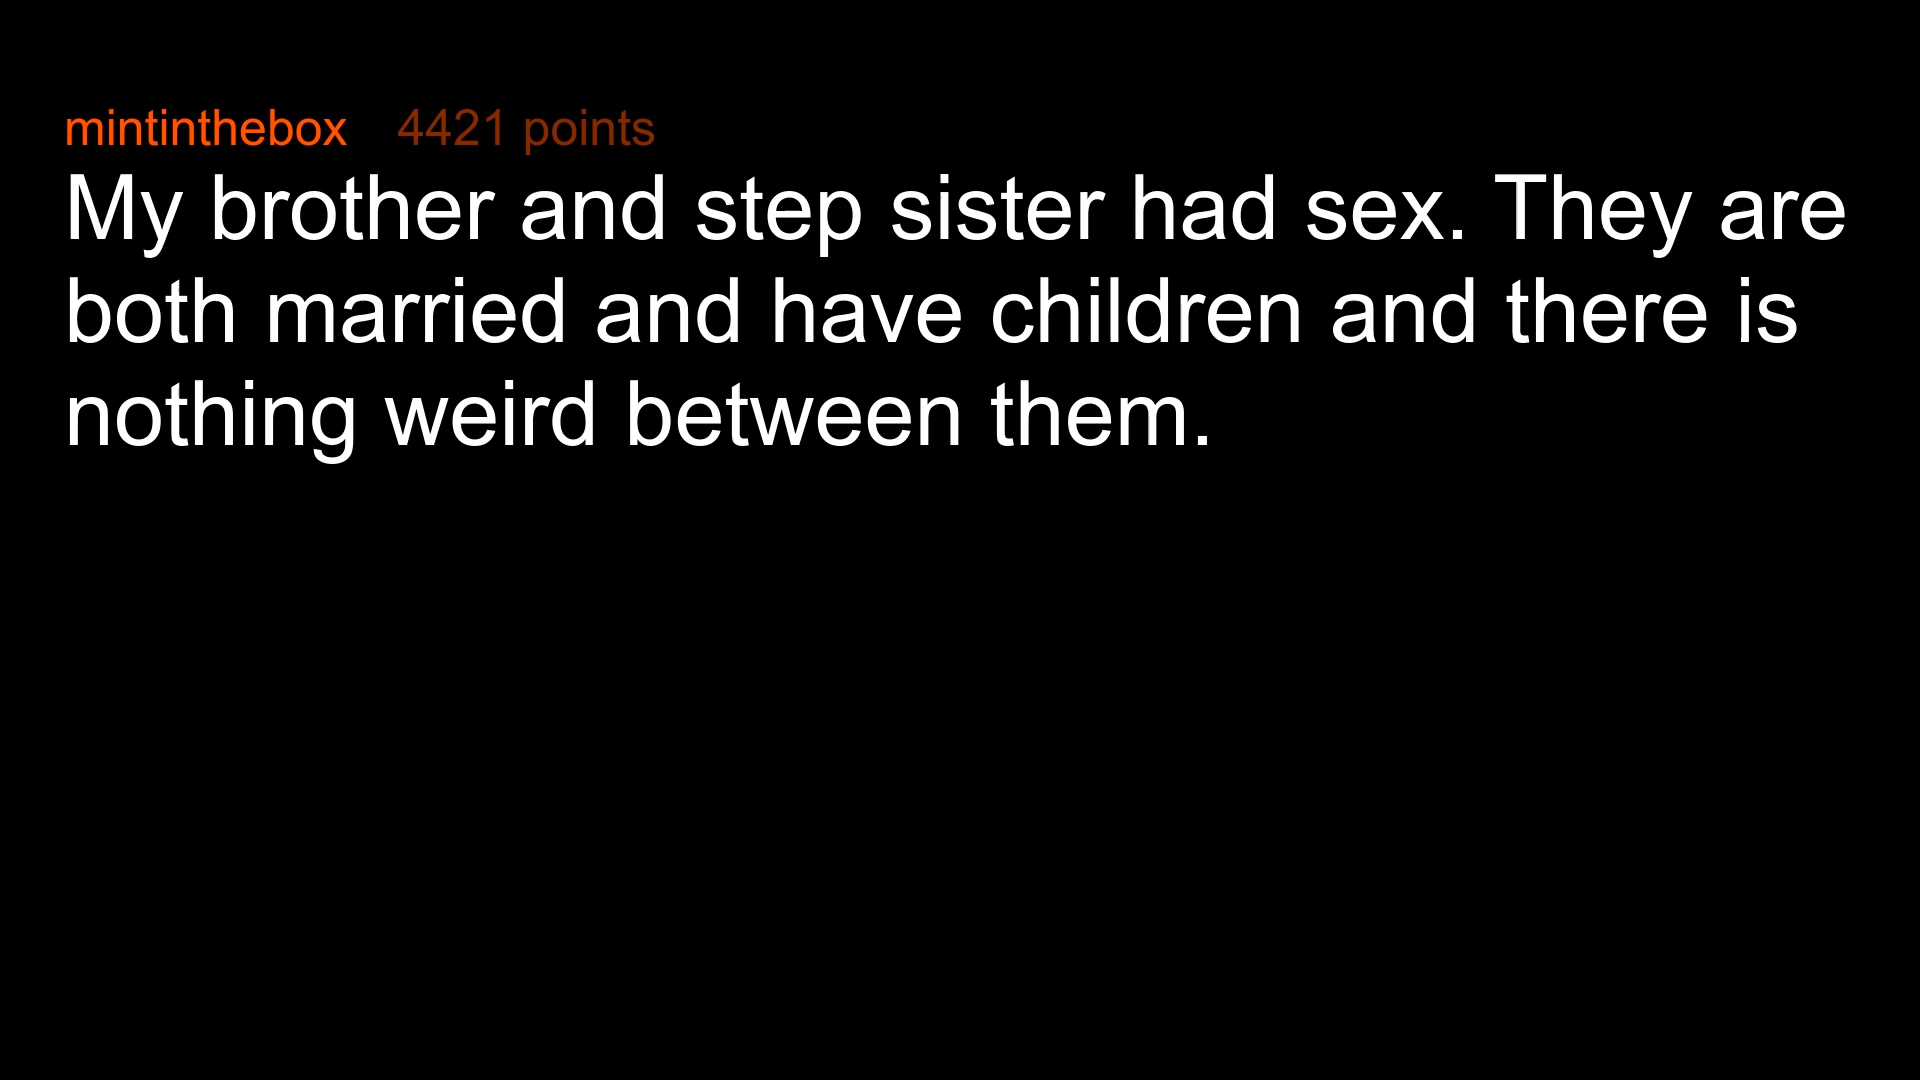 mintinthebox 4421 points
My brother and step sister had sex. They are
both married and have children and there is
nothing weird between them.